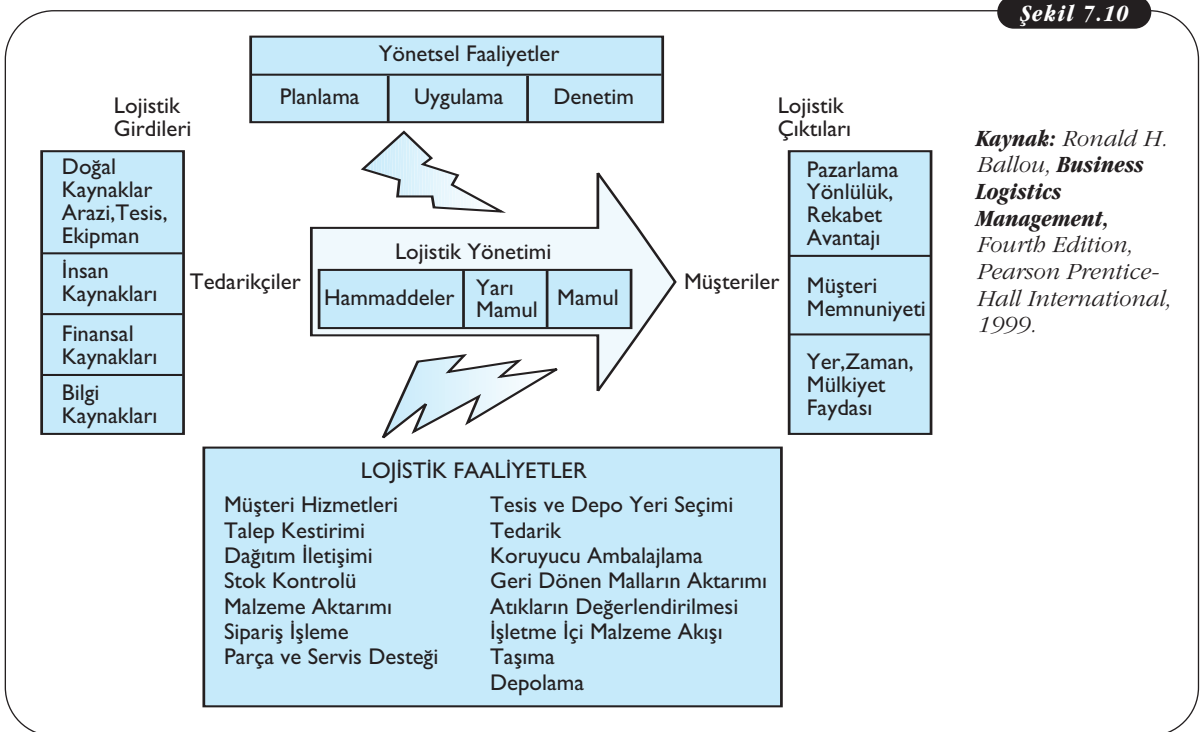 Şekil 7.10
Yönetsel Faaliyetler
Planlama Uygulama Denetim
Lojistik
Girdileri
Doğal
Kaynaklar
Arazi,Tesis,
Ekipman
İnsan
Kaynakları
Finansal
Kaynakları
Bilgi
Kaynakları
Tedarikçiler
Lojistik Yönetimi
Hammaddeler
Yarı
Mamul
Mamul
Müşteriler
Lojistik
Çıktıları
Pazarlama
Yönlülük,
Rekabet
Avantajı
Müşteri
Memnuniyeti
Yer,Zaman,
Mülkiyet
Faydası
LOJİSTİK FAALİYETLER
Müşteri Hizmetleri
Talep Kestirimi
Dağıtım İletişimi
Stok Kontrolü
Malzeme Aktarımı
Sipariş İşleme
Parça ve Servis Desteği
Tesis ve Depo Yeri Seçimi
Tedarik
Koruyucu Ambalajlama
Geri Dönen Malların Aktarımı
Atıkların Değerlendirilmesi
İşletme İçi Malzeme Akışı
Taşıma
Depolama
Kaynak: Ronald H.
Ballou, Business
Logistics
Management,
Fourth Edition,
Pearson Prentice-
Hall International,
1999.